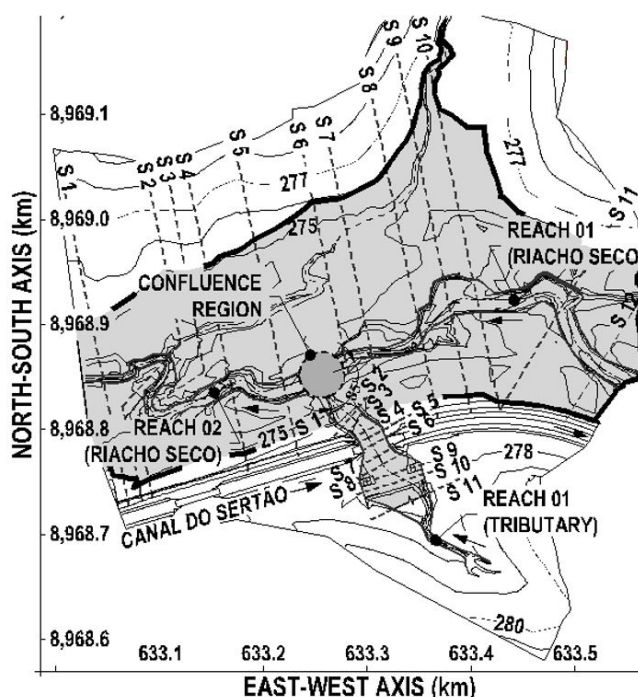 8,969.1
8,969.0
8,968.9
8,968.8
8,968.7
8,968.6
NORTH-SOUTH AXIS (km)
633.1
633.2
633.3
633.4
633.5
EAST-WEST AXIS (km)
S 1
S 2
S 3
S 4
S 5
S 6
S 7
S 8
S 9
S 10
277
277
S 11
275
REACH 01
(RIACHO SECO)
CONFLUENCE
REGION
REACH 02
(RIACHO SECO)
275
S 2
S 3
S 4
S 5
S 6
S 7
S 8
S 9
S 10
S 11
278
CANAL DO SERTÃO
REACH 01
(TRIBUTARY)
280